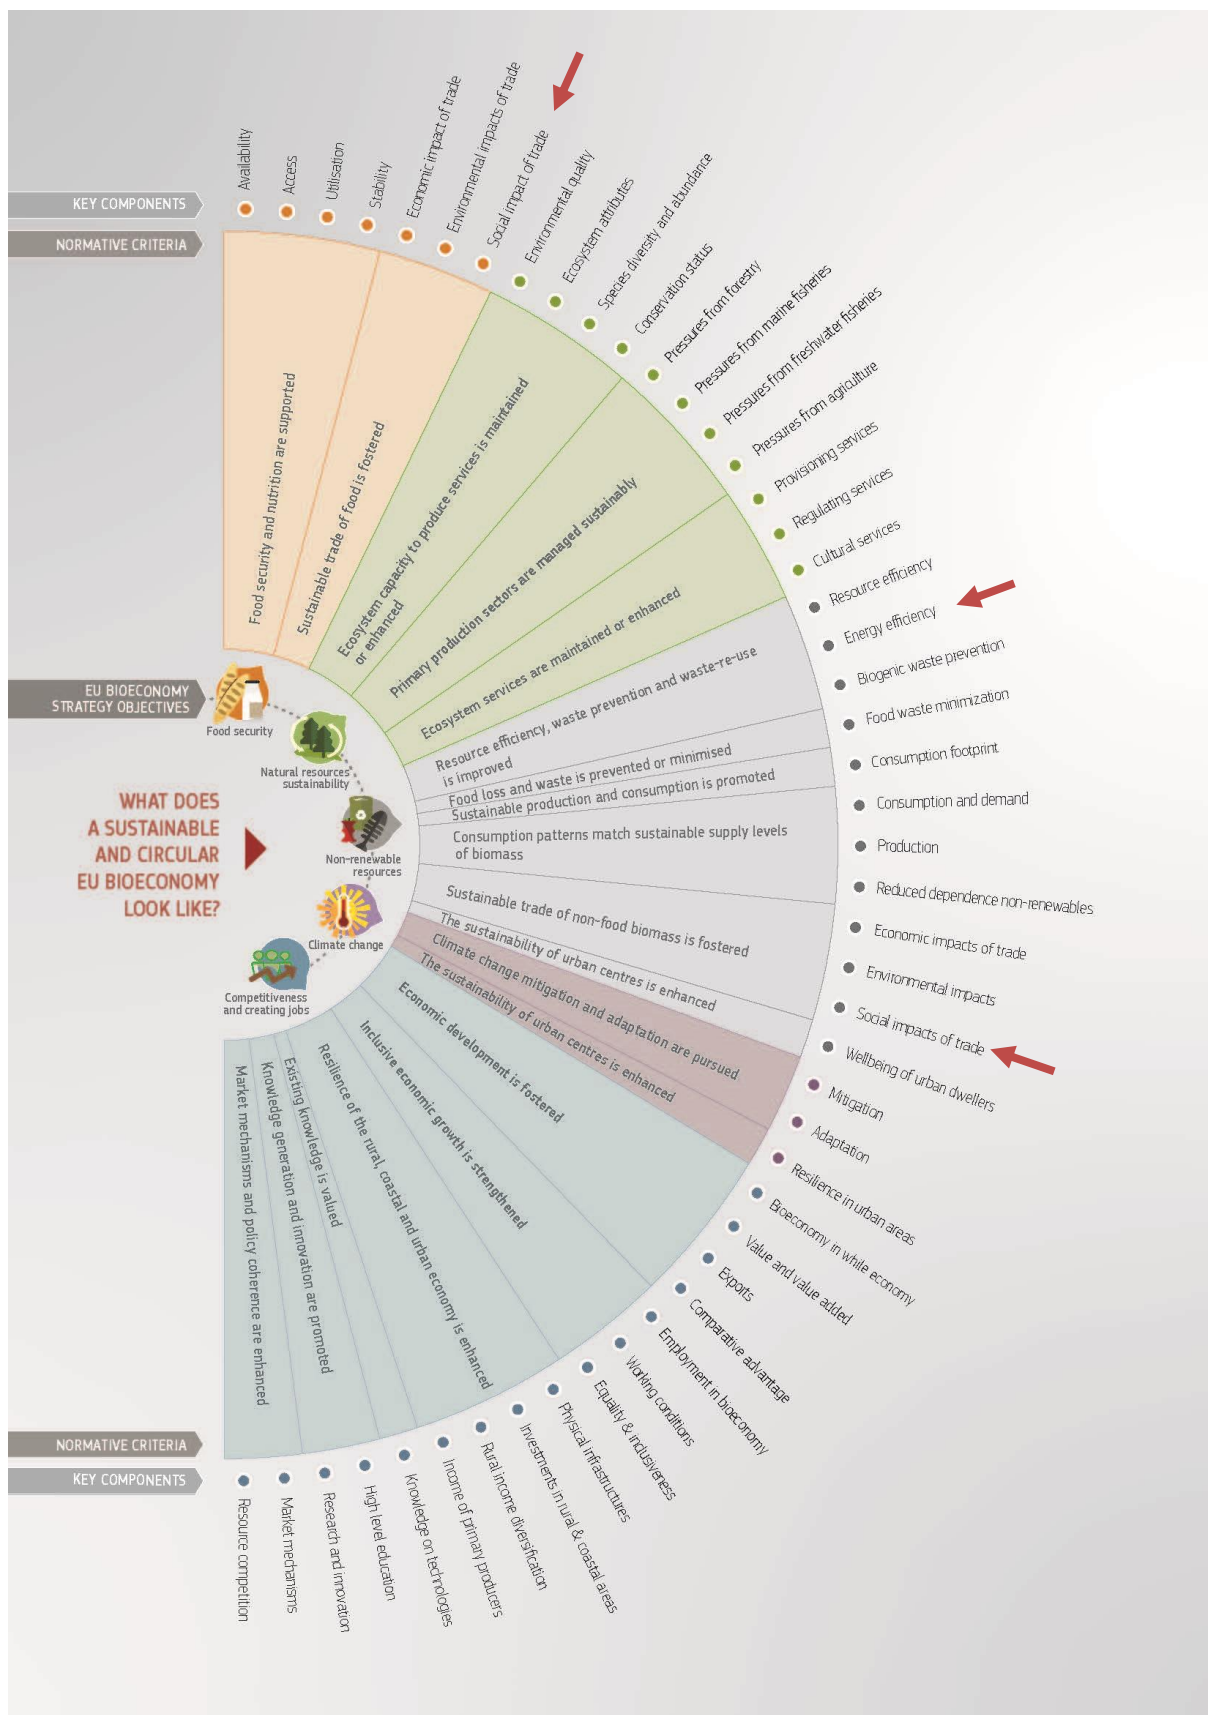 Availability
Access
Utilisation
Stability
Economic impact of trade
Environmental impacts of trade
Social impact of trade
Environmental quality
Ecosystem attributes
Species diversity and abundance
Conservation status
Pressures from forestry
Pressures from marine fisheries
Pressures from freshwater fisheries
Pressures from agriculture
Provisioning services
Regulating services
Cultural services
Resource efficiency
Energy efficiency
Biogenic waste prevention
Food waste minimization
Consumption footprint
Consumption and demand
Production
Reduced dependence non-renewables
Economic impacts of trade
Environmental impacts
Social impacts of trade
Wellbeing of urban dwellers
Mitigation
Adaptation
Resilience in urban areas
Bioeconomy in while economy
Value and value added
Exports
Comparative advantage
Employment in bioeconomy
Working conditions
Equality & inclusiveness
Physical infrastructures
Investments in rural & coastal areas
Rural income diversification
Income of primary producers
Knowledge on technologies
High level education
Research and innovation
Market mechanisms
Resource competition
KEY COMPONENTS
NORMATIVE CRITERIA
Food security and nutrition are supported
Sustainable trade of food is fostered
Ecosystem capacity to produce services is maintained
or enhanced
Primary production sectors are managed sustainably
Ecosystem services are maintained or enhanced
Resource efficiency, waste prevention and waste-re-use
is improved
Food loss and waste is prevented or minimised
Sustainable production and consumption is promoted
Consumption patterns match sustainable supply levels
of biomass
Sustainable trade of non-food biomass is fostered
The sustainability of urban centres is enhanced
Climate change mitigation and adaptation are pursued
The sustainability of urban centres is enhanced
Economic development is fostered
Inclusive economic growth is strengthened
Resilience of the rural, coastal and urban economy is enhanced
Existing knowledge is valued
Knowledge generation and innovation are promoted
Market mechanisms and policy coherence are enhanced
EU BIOECONOMY
STRATEGY OBJECTIVES
Food security
Natural resources
sustainability
Non-renewable
resources
Climate change
Competitiveness
and creating jobs
WHAT DOES
A SUSTAINABLE
AND CIRCULAR
EU BIOECONOMY
LOOK LIKE?
NORMATIVE CRITERIA
KEY COMPONENTS